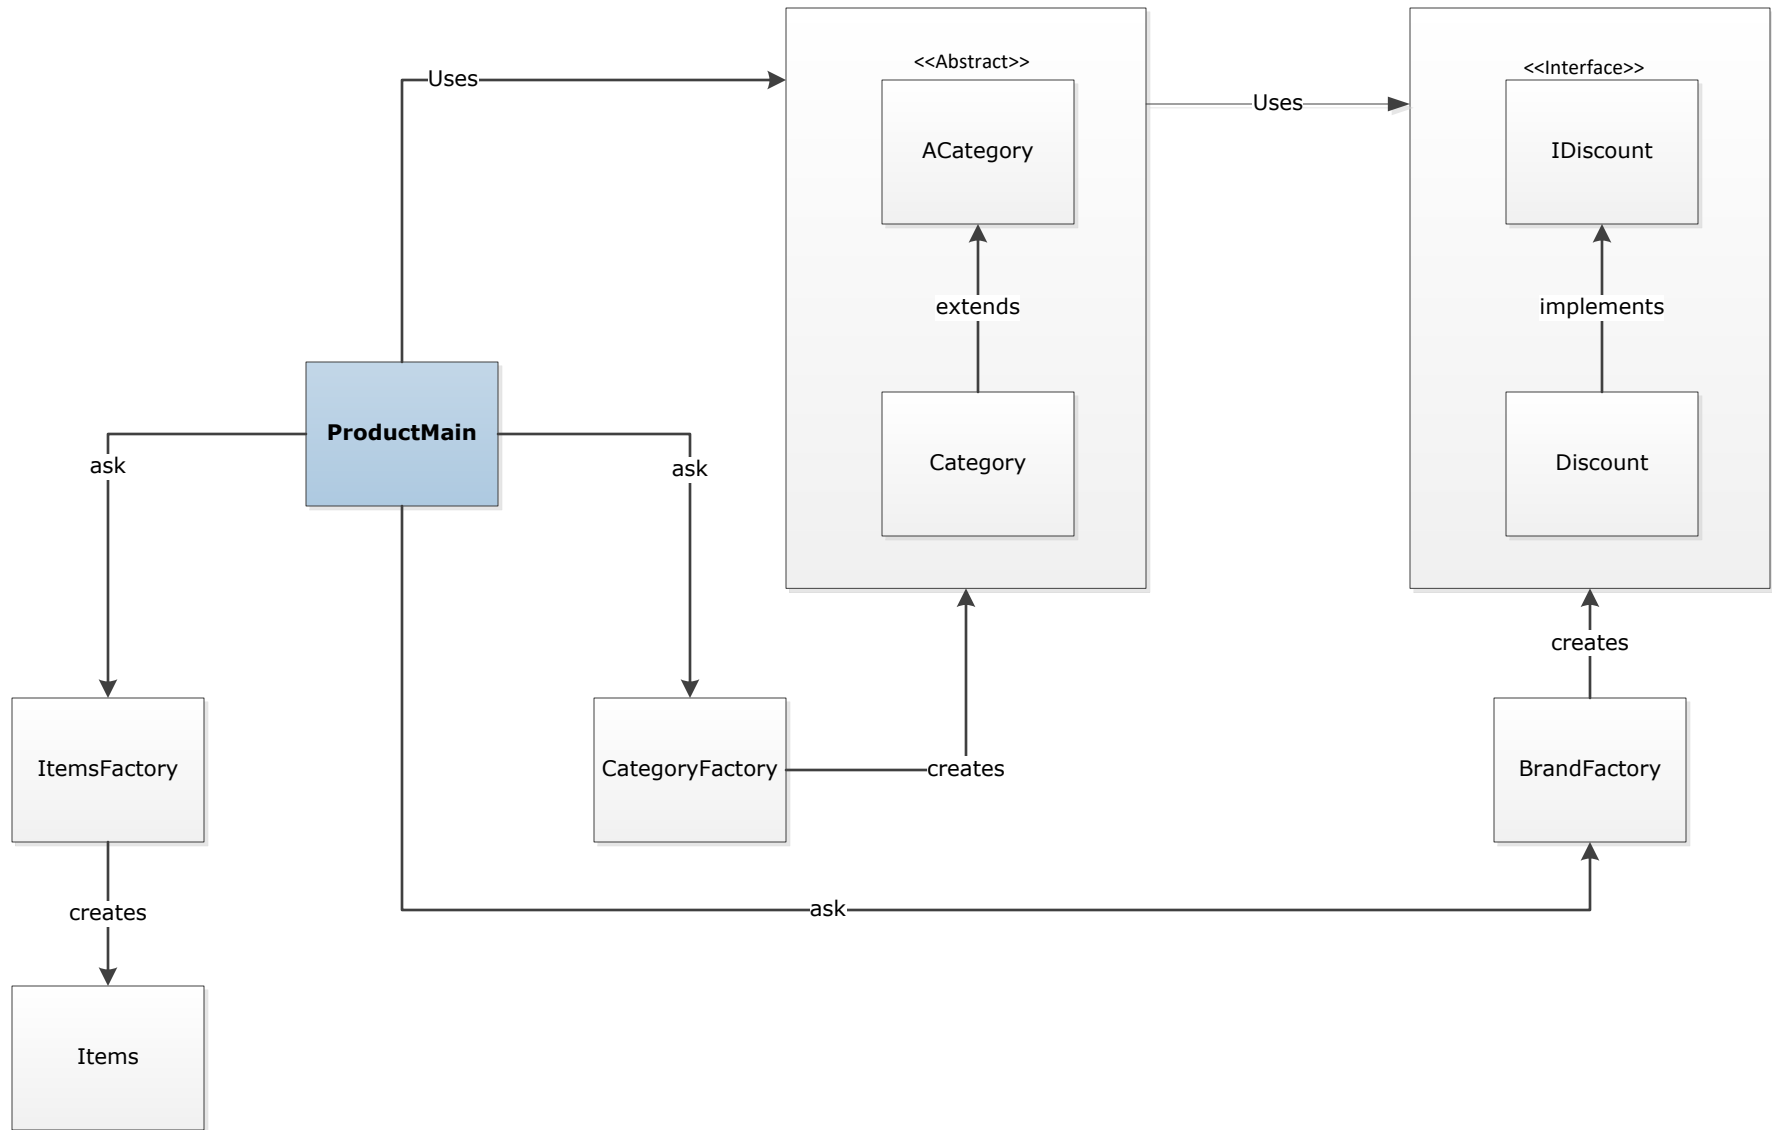 <<Abstract>>
<<Interface>>
Uses
Uses
ACategory
IDiscount
extends
implements
ProductMain
ask
ask
Category
Discount
creates
ItemsFactory
CategoryFactory
creates
BrandFactory
creates
ask
Items